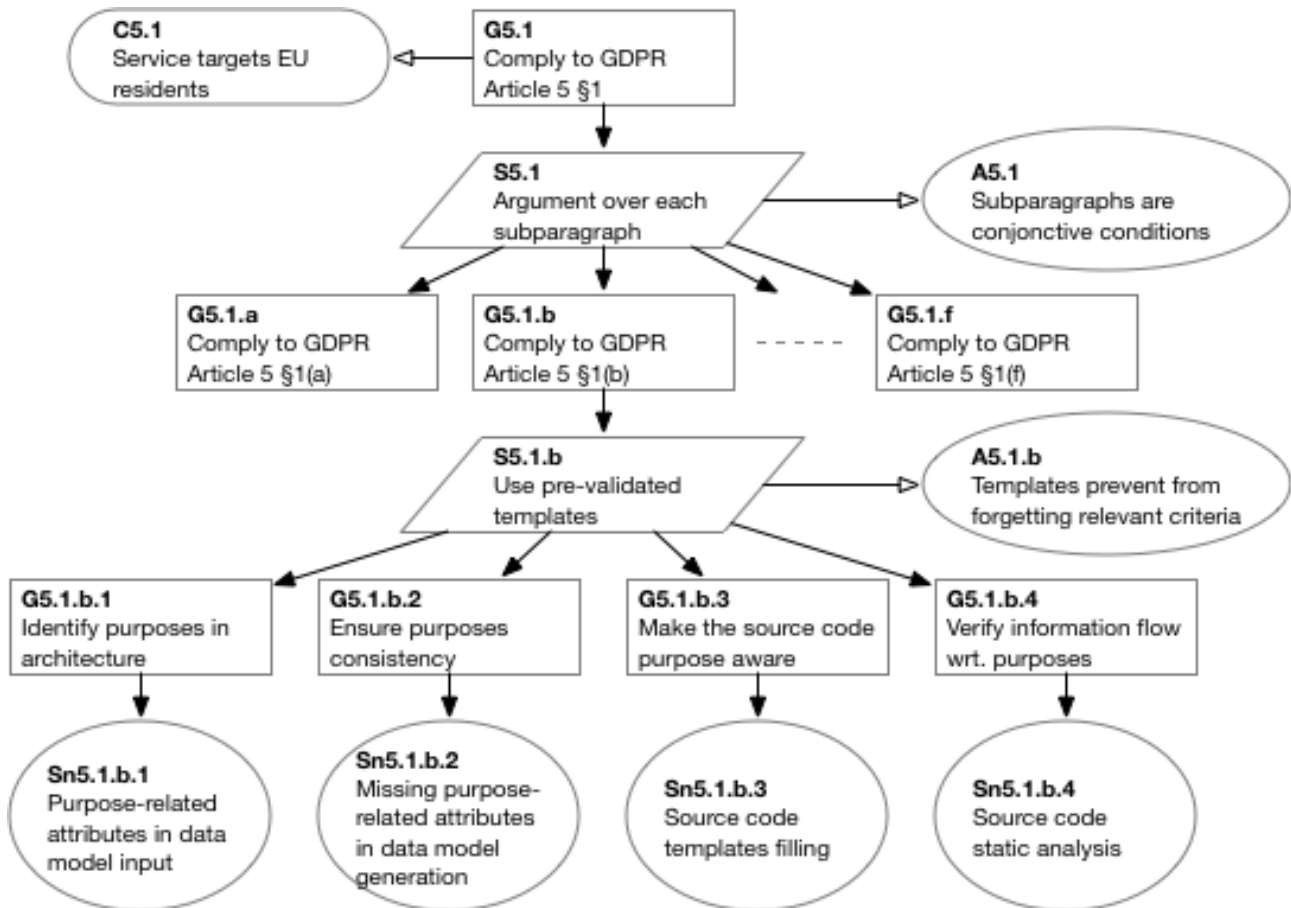 C5.1
Service targets EU
residents
G5.1
Comply to GDPR
Article 5 §1
S5.1
Argument over each
subparagraph
A5.1
Subparagraphs are
conjonctive conditions
G5.1.a
Comply to GDPR
Article 5 §1(a)
G5.1.b
Comply to GDPR
Article 5 §1(b)
G5.1.f
Comply to GDPR
Article 5 §1(f)
S5.1.b
Use pre-validated
templates
A5.1.b
Templates prevent from
forgetting relevant criteria
G5.1.b.1
Identify purposes in
architecture
G5.1.b.2
Ensure purposes
consistency
G5.1.b.3
Make the source code
purpose aware
G5.1.b.4
Verify information flow
wrt. purposes
Sn5.1.b.1
Purpose-related
attributes in data
model input
Sn5.1.b.2
Missing purpose-
related attributes
in data model
generation
Sn5.1.b.3
Source code
templates filling
Sn5.1.b.4
Source code
static analysis